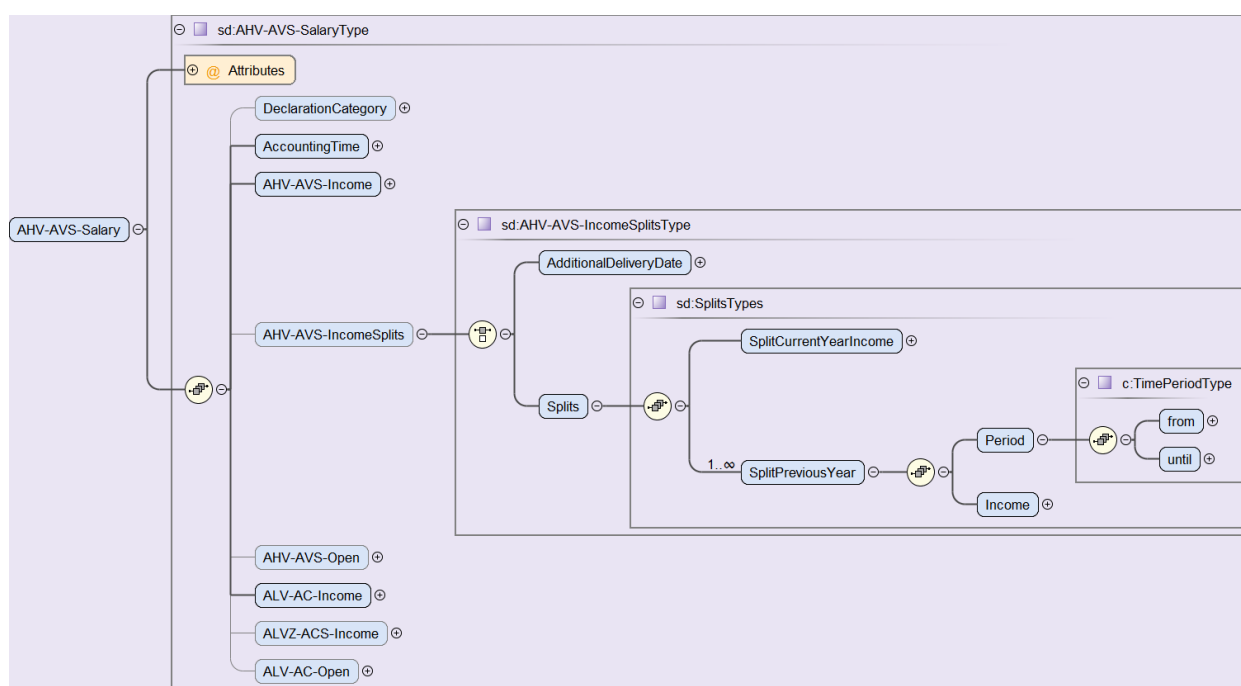 sd:AHV-AVS-SalaryType
@ Attributes
DeclarationCategory
AccountingTime
AHV-AVS-Income
AHV-AVS-Salary
sd:AHV-AVS-IncomeSplitsType
AdditionalDeliveryDate
sd:SplitsTypes
AHV-AVS-IncomeSplits
SplitCurrentYearIncome
c:TimePeriodType
Splits
from
Period
until
1..∞
SplitPreviousYear
Income
AHV-AVS-Open
ALV-AC-Income
ALVZ-ACS-Income
ALV-AC-Open